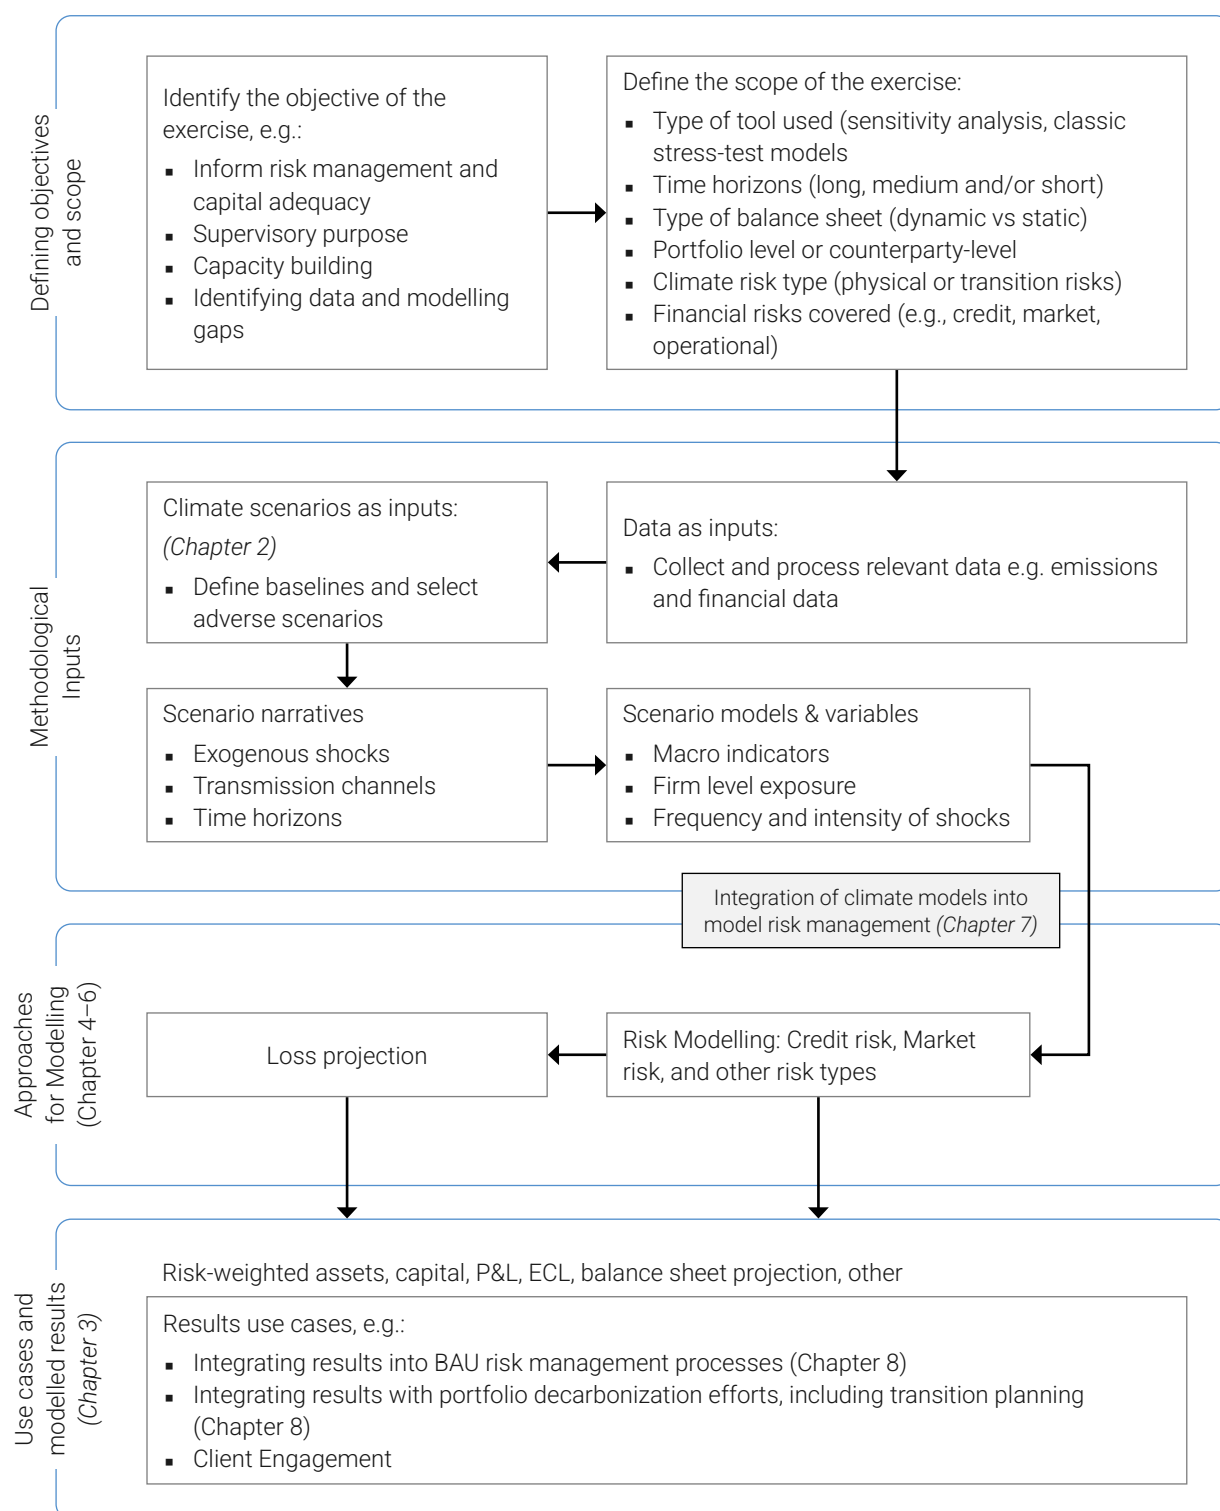 Defining objectives
and scope
Identify the objective of the
exercise, e.g.:
▪ Inform risk management and
capital adequacy
▪ Supervisory purpose
▪ Capacity building
▪ Identifying data and modelling
gaps
Define the scope of the exercise:
▪ Type of tool used (sensitivity analysis, classic
stress-test models
▪ Time horizons (long, medium and/or short)
▪ Type of balance sheet (dynamic vs static)
▪ Portfolio level or counterparty-level
▪ Climate risk type (physical or transition risks)
▪ Financial risks covered (e.g., credit, market,
operational)
Methodological
Inputs
Climate scenarios as inputs:
(Chapter 2)
▪ Define baselines and select
adverse scenarios
Data as inputs:
▪ Collect and process relevant data e.g. emissions
and financial data
Scenario narratives
▪ Exogenous shocks
▪ Transmission channels
▪ Time horizons
Scenario models & variables
▪ Macro indicators
▪ Firm level exposure
▪ Frequency and intensity of shocks
Integration of climate models into
model risk management (Chapter 7)
Approaches
for Modelling
(Chapter 4–6)
Loss projection
Risk Modelling: Credit risk, Market
risk, and other risk types
Use cases and
modelled results
(Chapter 3)
Risk-weighted assets, capital, P&L, ECL, balance sheet projection, other
Results use cases, e.g.:
▪ Integrating results into BAU risk management processes (Chapter 8)
▪ Integrating results with portfolio decarbonization efforts, including transition planning
(Chapter 8)
▪ Client Engagement